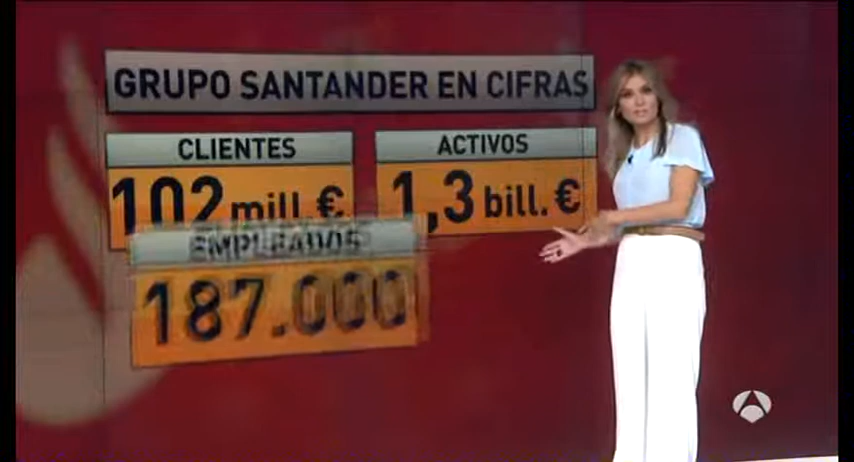 GRUPO SANTANDER EN CIFRAS
CLIENTES
102 mill. €
ACTIVOS
1,3 bill. €
EMPLEADOS
187.000